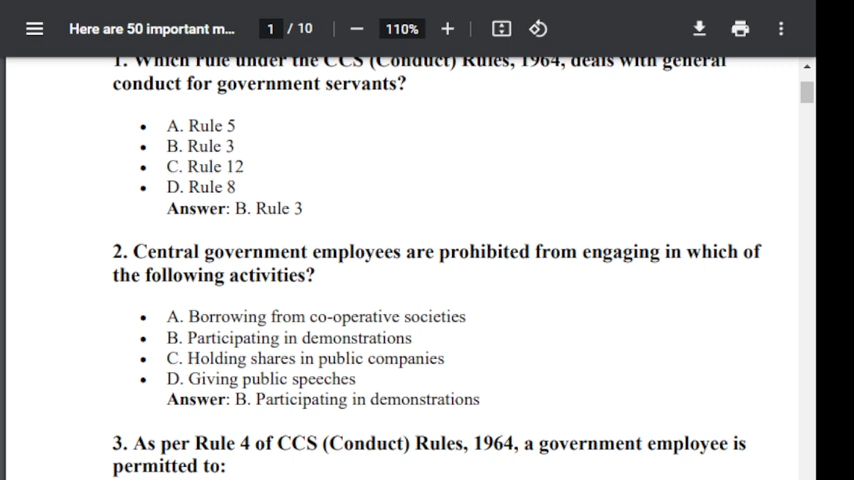 Here are 50 important m... 1 / 10 110%
1. Which rule under the CCS (Conduct) Rules, 1964, deals with general
conduct for government servants?
• A. Rule 5
• B. Rule 3
• C. Rule 12
• D. Rule 8
Answer: B. Rule 3
2. Central government employees are prohibited from engaging in which of
the following activities?
• A. Borrowing from co-operative societies
• B. Participating in demonstrations
• C. Holding shares in public companies
• D. Giving public speeches
Answer: B. Participating in demonstrations
3. As per Rule 4 of CCS (Conduct) Rules, 1964, a government employee is
permitted to: